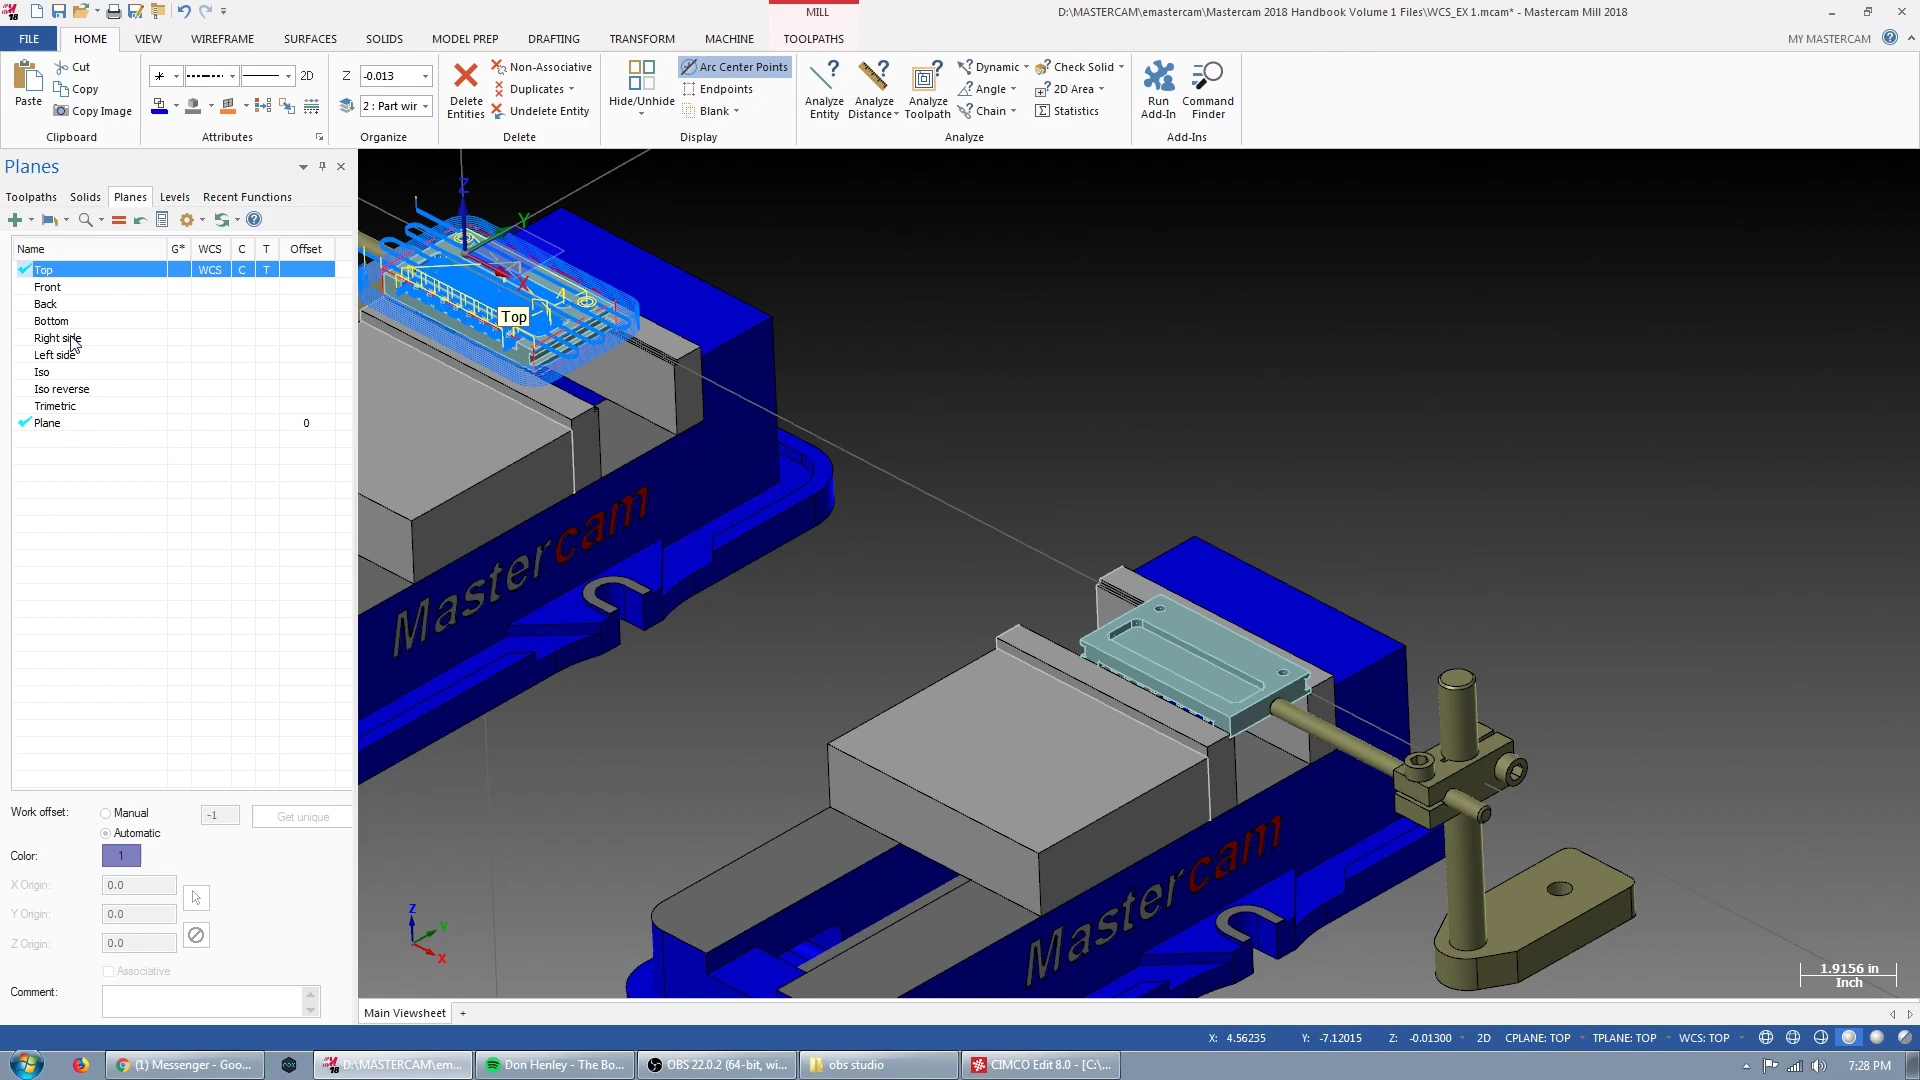 MILL
D:\MASTERCAM\emastercam\Mastercam 2018 Handbook Volume 1 Files\WCS_EX 1.mcam* - Mastercam Mill 2018
FILE HOME VIEW WIREFRAME SURFACES SOLIDS MODEL PREP DRAFTING TRANSFORM MACHINE TOOLPATHS MY MASTERCAM
Paste
Cut
Copy
Copy Image
Clipboard
2D
Attributes
Z -0.013
2 : Part wir
Organize
Delete Entities
Non-Associative
Duplicates
Undelete Entity
Delete
Hide/Unhide
Arc Center Points
Endpoints
Blank
Display
Analyze Entity
Analyze Distance
Analyze Toolpath
Dynamic
Angle
Chain
Check Solid
2D Area
Statistics
Analyze
Run Add-In
Command Finder
Add-Ins
Planes
Toolpaths Solids Planes Levels Recent Functions
Name G* WCS C T Offset
Top WCS C T
Front
Back
Bottom
Right side
Left side
Iso
Iso reverse
Trimetric
Plane 0
Work offset: Manual -1 Get unique
Automatic
Color: 1
X Origin: 0.0
Y Origin: 0.0
Z Origin: 0.0
Associative
Comment:
Z
Y
X
Top
Mastercam
Mastercam
Z
Y
X
1.9156 in
Inch
Main Viewsheet +
X: 4.56235 Y: -7.12015 Z: -0.01300 2D CPLANE: TOP TPLANE: TOP WCS: TOP
(1) Messenger - Goo...
D:\MASTERCAM\em...
Don Henley - The Bo...
OBS 22.0.2 (64-bit, wi...
obs studio
CIMCO Edit 8.0 - [C:\...
7:28 PM